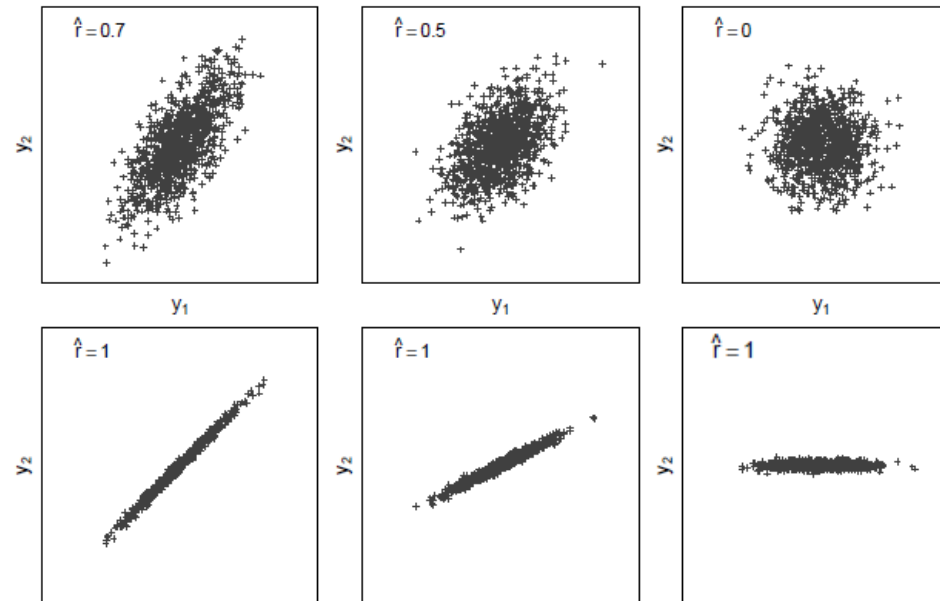 r̂ = 0.7
r̂ = 0.5
r̂ = 0
y₂
y₂
y₂
y₁
y₁
y₁
r̂ = 1
r̂ = 1
r̂ = 1
y₂
y₂
y₂